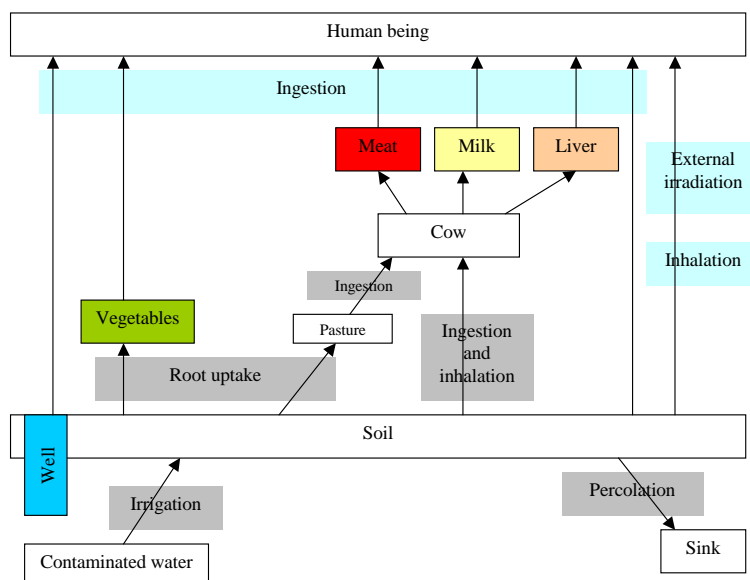 Human being
Ingestion
Meat
Milk
Liver
External
irradiation
Cow
Inhalation
Ingestion
Vegetables
Pasture
Ingestion
and
inhalation
Root uptake
Soil
Well
Irrigation
Percolation
Contaminated water
Sink